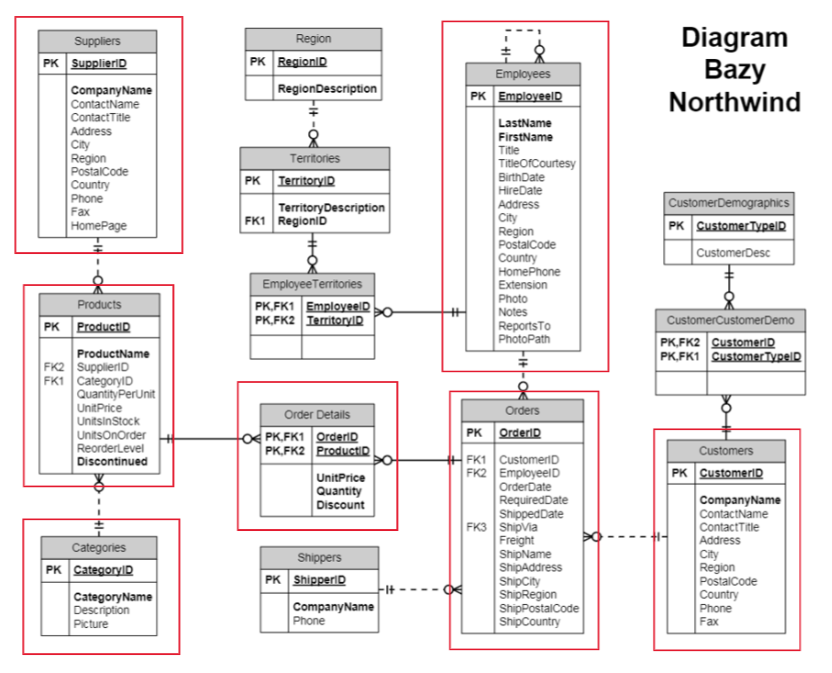 Diagram
Bazy
Northwind
Suppliers
PK SupplierID
CompanyName
ContactName
ContactTitle
Address
City
Region
PostalCode
Country
Phone
Fax
HomePage
Region
PK RegionID
RegionDescription
Territories
PK TerritoryID
TerritoryDescription
FK1 RegionID
EmployeeTerritories
PK,FK1 EmployeeID
PK,FK2 TerritoryID
Employees
PK EmployeeID
LastName
FirstName
Title
TitleOfCourtesy
BirthDate
HireDate
Address
City
Region
PostalCode
Country
HomePhone
Extension
Photo
Notes
ReportsTo
PhotoPath
CustomerDemographics
PK CustomerTypeID
CustomerDesc
CustomerCustomerDemo
PK,FK2 CustomerID
PK,FK1 CustomerTypeID
Products
PK ProductID
ProductName
FK2 SupplierID
FK1 CategoryID
QuantityPerUnit
UnitPrice
UnitsInStock
UnitsOnOrder
ReorderLevel
Discontinued
Order Details
PK,FK1 OrderID
PK,FK2 ProductID
UnitPrice
Quantity
Discount
Orders
PK OrderID
FK1 CustomerID
FK2 EmployeeID
OrderDate
RequiredDate
ShippedDate
FK3 ShipVia
Freight
ShipName
ShipAddress
ShipCity
ShipRegion
ShipPostalCode
ShipCountry
Customers
PK CustomerID
CompanyName
ContactName
ContactTitle
Address
City
Region
PostalCode
Country
Phone
Fax
Categories
PK CategoryID
CategoryName
Description
Picture
Shippers
PK ShipperID
CompanyName
Phone